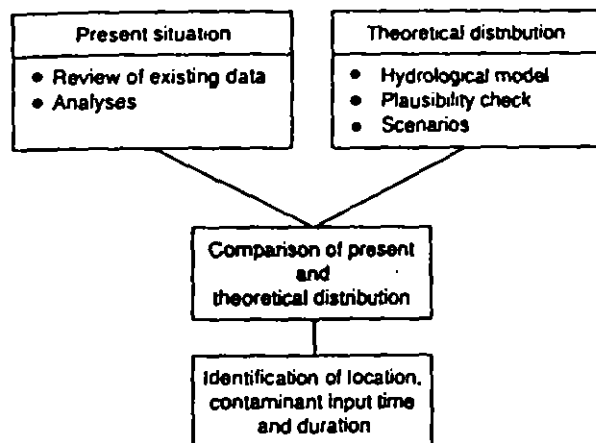 Present situation
● Review of existing data
● Analyses
Theoretical distribution
● Hydrological model
● Plausibility check
● Scenarios
Comparison of present
and
theoretical distribution
Identification of location,
contaminant input time
and duration